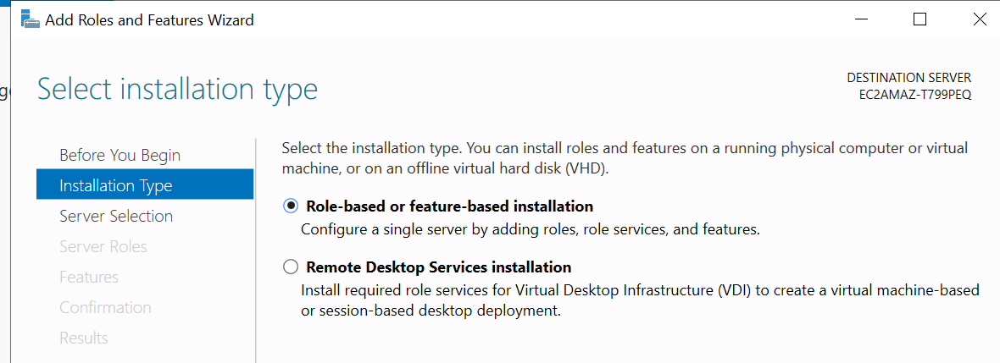 Add Roles and Features Wizard
Select installation type
DESTINATION SERVER
EC2AMAZ-T799PEQ
Before You Begin
Installation Type
Server Selection
Server Roles
Features
Confirmation
Results
Select the installation type. You can install roles and features on a running physical computer or virtual
machine, or on an offline virtual hard disk (VHD).
Role-based or feature-based installation
Configure a single server by adding roles, role services, and features.
Remote Desktop Services installation
Install required role services for Virtual Desktop Infrastructure (VDI) to create a virtual machine-based
or session-based desktop deployment.